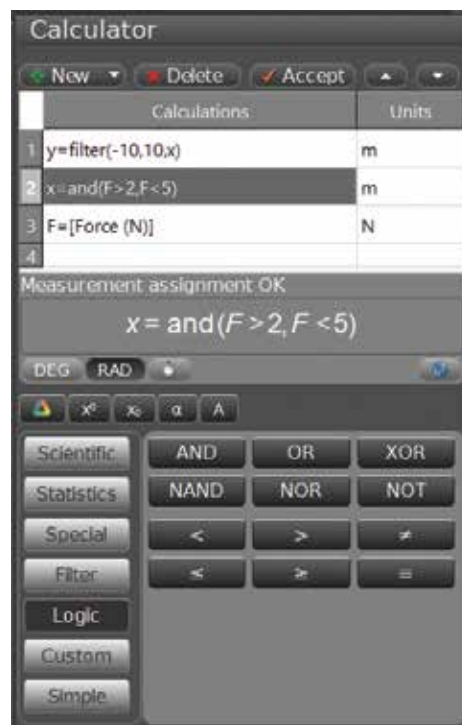 Calculator
New Delete Accept
Calculations Units
1 y=filter(-10,10,x) m
2 x=and(F>2,F<5) m
3 F=[Force (N)] N
4
Measurement assignment OK
x = and(F >2, F <5)
DEG RAD
x⁰ x₀ α A
Scientific AND OR XOR
Statistics NAND NOR NOT
Special < > ≠
Filter ≤ ≥ =
Logic
Custom
Simple